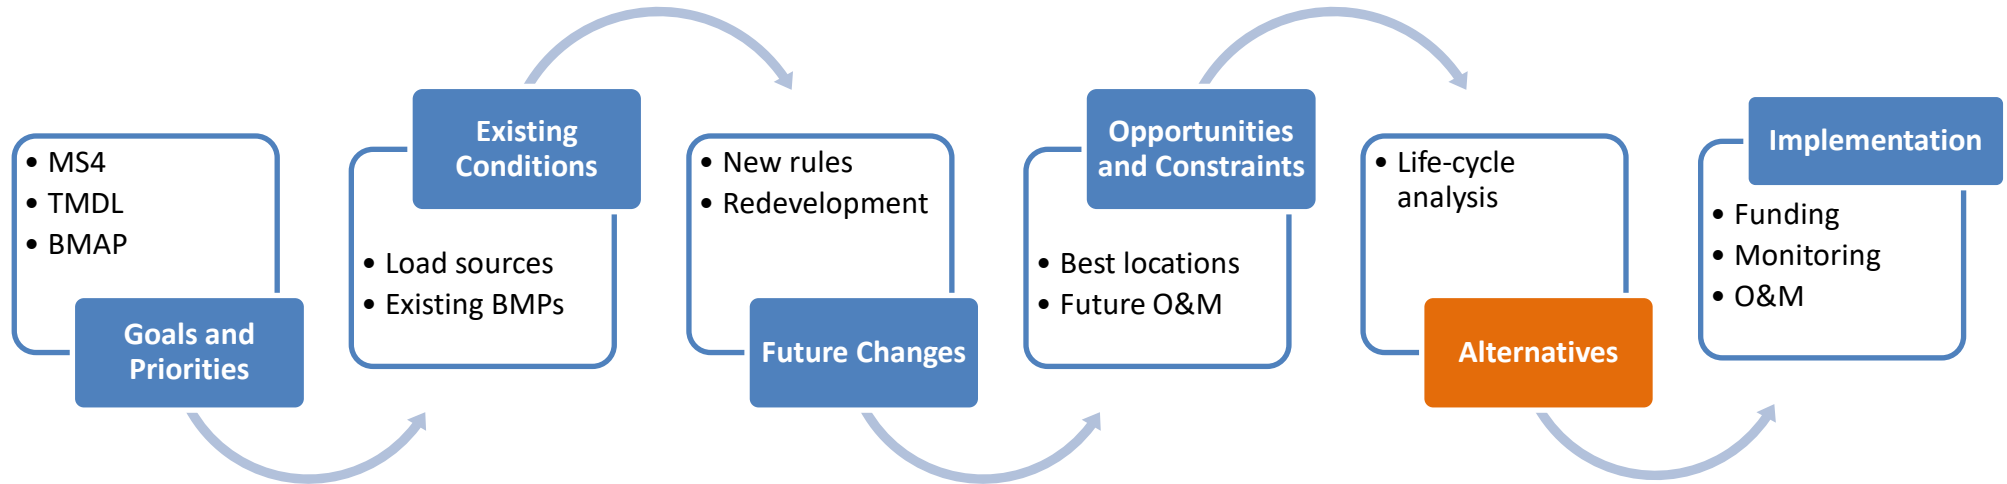 • MS4
• TMDL
• BMAP
Goals and
Priorities
Existing
Conditions
• Load sources
• Existing BMPs
• New rules
• Redevelopment
Future Changes
Opportunities
and Constraints
• Best locations
• Future O&M
• Life-cycle
analysis
Alternatives
Implementation
• Funding
• Monitoring
• O&M